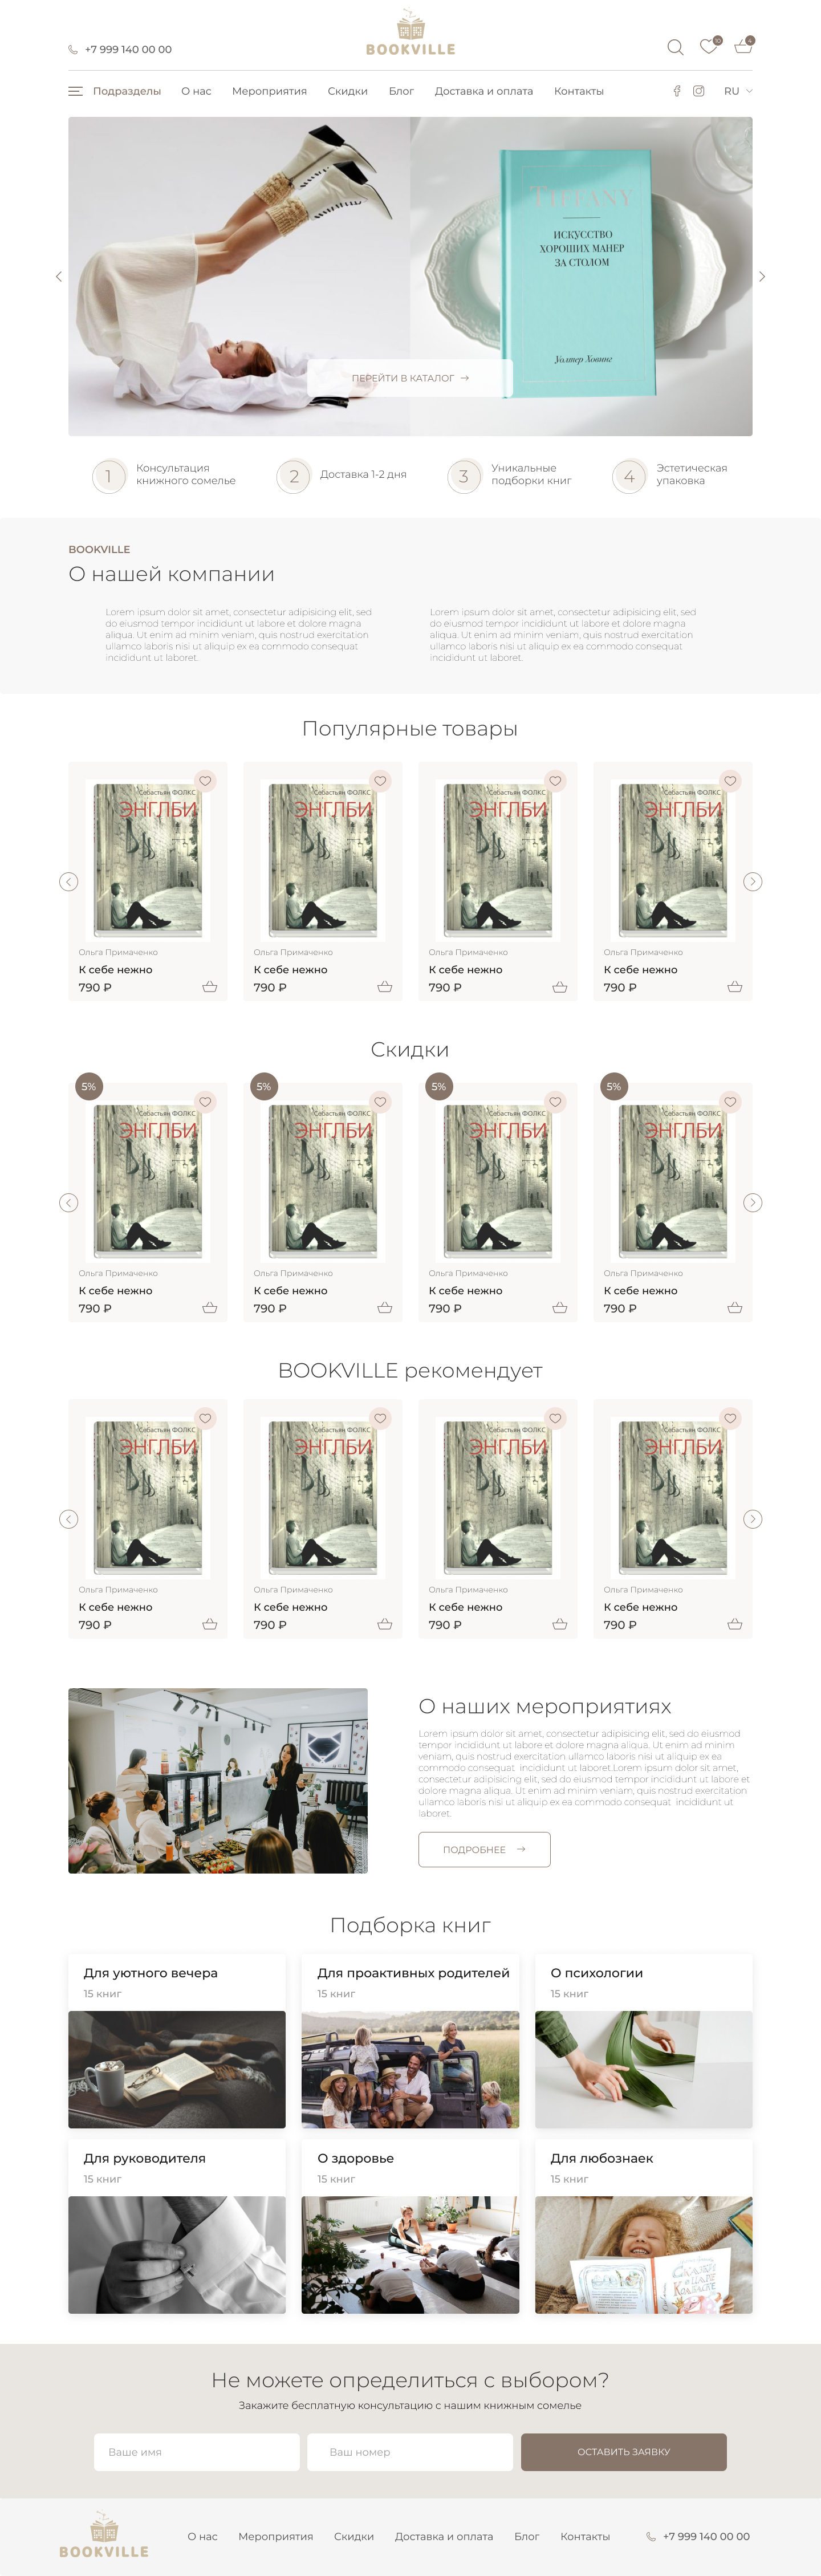 BOOKVILLE
+7 999 140 00 00
10
6
Подразделы О нас Мероприятия Скидки Блог Доставка и оплата Контакты RU
TIFFANY
ИСКУССТВО
ХОРОШИХ МАНЕР
ЗА СТОЛОМ
Уолтер Ховинг
ПЕРЕЙТИ В КАТАЛОГ
1 Консультация
книжного сомелье
2 Доставка 1-2 дня
3 Уникальные
подборки книг
4 Эстетическая
упаковка
BOOKVILLE
О нашей компании
Lorem ipsum dolor sit amet, consectetur adipisicing elit, sed
do eiusmod tempor incididunt ut labore et dolore magna
aliqua. Ut enim ad minim veniam, quis nostrud exercitation
ullamco laboris nisi ut aliquip ex ea commodo consequat
incididunt ut laboret.
Lorem ipsum dolor sit amet, consectetur adipisicing elit, sed
do eiusmod tempor incididunt ut labore et dolore magna
aliqua. Ut enim ad minim veniam, quis nostrud exercitation
ullamco laboris nisi ut aliquip ex ea commodo consequat
incididunt ut laboret.
Популярные товары
Себастьян ФОЛКС Себастьян ФОЛКС Себастьян ФОЛКС Себастьян ФОЛКС
ЭНГЛБИ ЭНГЛБИ ЭНГЛБИ ЭНГЛБИ
Ольга Примаченко Ольга Примаченко Ольга Примаченко Ольга Примаченко
К себе нежно К себе нежно К себе нежно К себе нежно
790 ₽ 790 ₽ 790 ₽ 790 ₽
Скидки
5% 5% 5% 5%
Себастьян ФОЛКС Себастьян ФОЛКС Себастьян ФОЛКС Себастьян ФОЛКС
ЭНГЛБИ ЭНГЛБИ ЭНГЛБИ ЭНГЛБИ
Ольга Примаченко Ольга Примаченко Ольга Примаченко Ольга Примаченко
К себе нежно К себе нежно К себе нежно К себе нежно
790 ₽ 790 ₽ 790 ₽ 790 ₽
BOOKVILLE рекомендует
Себастьян ФОЛКС Себастьян ФОЛКС Себастьян ФОЛКС Себастьян ФОЛКС
ЭНГЛБИ ЭНГЛБИ ЭНГЛБИ ЭНГЛБИ
Ольга Примаченко Ольга Примаченко Ольга Примаченко Ольга Примаченко
К себе нежно К себе нежно К себе нежно К себе нежно
790 ₽ 790 ₽ 790 ₽ 790 ₽
О наших мероприятиях
Lorem ipsum dolor sit amet, consectetur adipisicing elit, sed do eiusmod
tempor incididunt ut labore et dolore magna aliqua. Ut enim ad minim
veniam, quis nostrud exercitation ullamco laboris nisi ut aliquip ex ea
commodo consequat incididunt ut laboret.Lorem ipsum dolor sit amet,
consectetur adipisicing elit, sed do eiusmod tempor incididunt ut labore et
dolore magna aliqua. Ut enim ad minim veniam, quis nostrud exercitation
ullamco laboris nisi ut aliquip ex ea commodo consequat incididunt ut
laboret.
ПОДРОБНЕЕ
Подборка книг
Для уютного вечера
15 книг
Для проактивных родителей
15 книг
О психологии
15 книг
Для руководителя
15 книг
О здоровье
15 книг
Для любознаек
15 книг
Не можете определиться с выбором?
Закажите бесплатную консультацию с нашим книжным сомелье
Ваше имя Ваш номер ОСТАВИТЬ ЗАЯВКУ
BOOKVILLE
О нас Мероприятия Скидки Доставка и оплата Блог Контакты +7 999 140 00 00